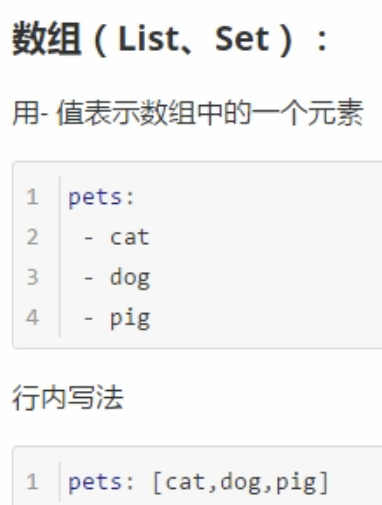 数组（List、Set）：
用- 值表示数组中的一个元素
1 pets:
2  - cat
3  - dog
4  - pig
行内写法
1 pets: [cat,dog,pig]